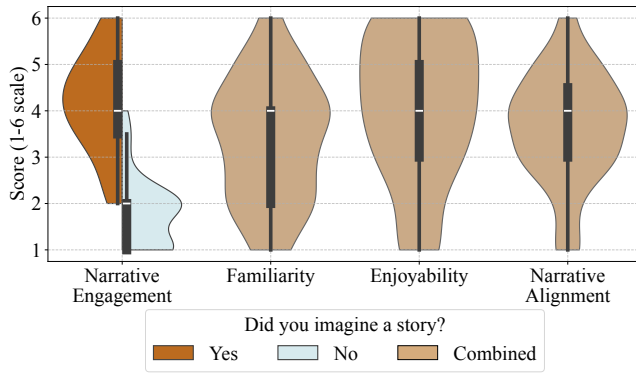 Score (1-6 scale)
6
5
4
3
2
1
Narrative
Engagement
Familiarity
Enjoyability
Narrative
Alignment
Did you imagine a story?
Yes
No
Combined